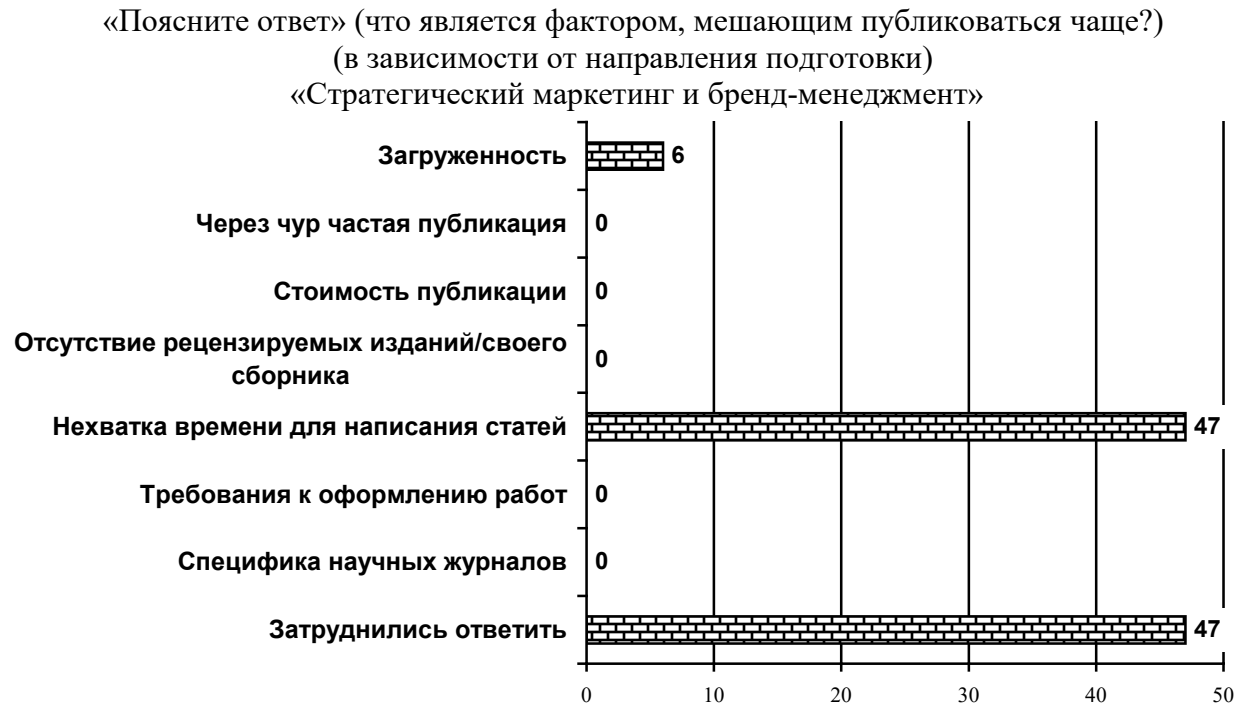 «Поясните ответ» (что является фактором, мешающим публиковаться чаще?)
(в зависимости от направления подготовки)
«Стратегический маркетинг и бренд-менеджмент»
Загруженность
6
Через чур частая публикация
0
Стоимость публикации
0
Отсутствие рецензируемых изданий/своего
сборника
0
Нехватка времени для написания статей
47
Требования к оформлению работ
0
Специфика научных журналов
0
Затруднились ответить
47
0 10 20 30 40 50